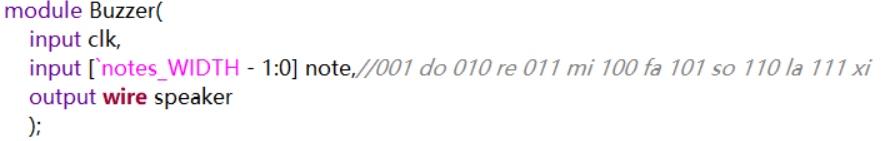 module Buzzer(
input clk,
input [`notes_WIDTH - 1:0] note,//001 do 010 re 011 mi 100 fa 101 so 110 la 111 xi
output wire speaker
);